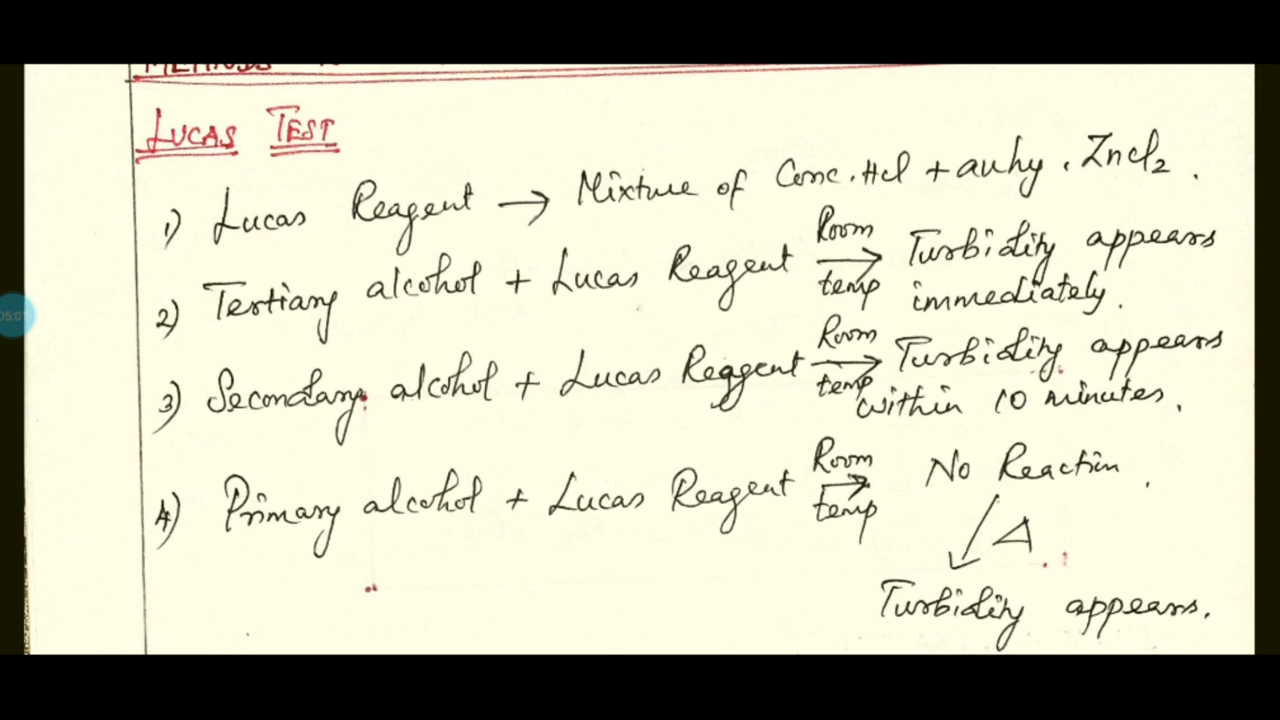 LUCAS TEST
1) Lucas Reagent → Mixture of Conc. Hcl + anhy. Zncl₂.
2) Tertiary alcohol + Lucas Reagent Room temp → Turbidity appears immediately.
3) Secondary alcohol + Lucas Reagent Room temp → Turbidity appears within 10 minutes.
4) Primary alcohol + Lucas Reagent Room temp → No Reaction.
↓ Δ
Turbidity appears.